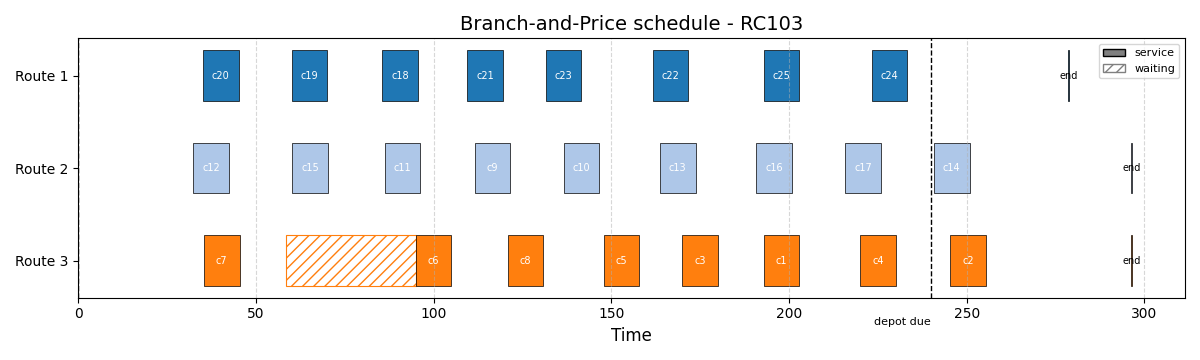 Branch-and-Price schedule - RC103
Route 1
c20 c19 c18 c21 c23 c22 c25 c24 end
service
waiting
Route 2
c12 c15 c11 c9 c10 c13 c16 c17 c14 end
Route 3
c7 c6 c8 c5 c3 c1 c4 c2 end
0 50 100 150 200 250 300
depot due
Time